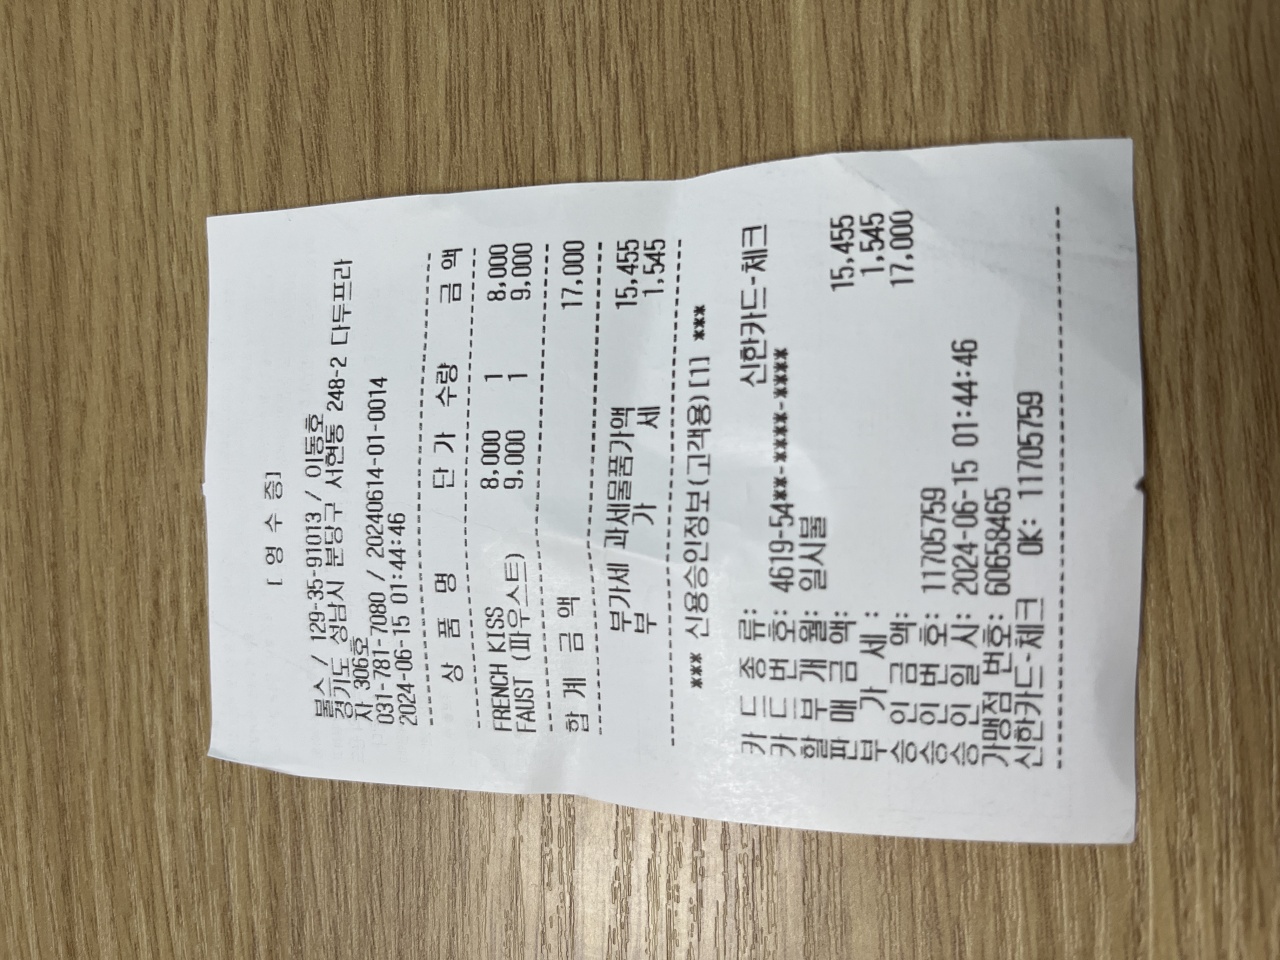 [ 영 수 증]
붐스 / 129-35-91013 / 이동호
경기도 성남시 분당구 서현동 248-2 다두프라
자 306호
031-781-7080 / 20240614-01-0014
2024-06-15 01:44:46
상 품 명 단 가 수량 금 액
FRENCH KISS 8,000 1 8,000
FAUST (파우스트) 9,000 1 9,000
합 계 금 액 17,000
부가세 과세물품가액 15,455
부 가 세 1,545
*** 신용승인정보(고객용) [1] ***
카 드 종 류: 신한카드-체크
카 드 번 호: 4619-54**-****-****
할 부 개 월: 일시불
판 매 금 액: 15,455
부 가 세 : 1,545
승 인 금 액: 17,000
승 인 번 호: 11705759
승 인 일 시: 2024-06-15 01:44:46
가맹점 번호: 60658465
신한카드-체크 OK: 11705759